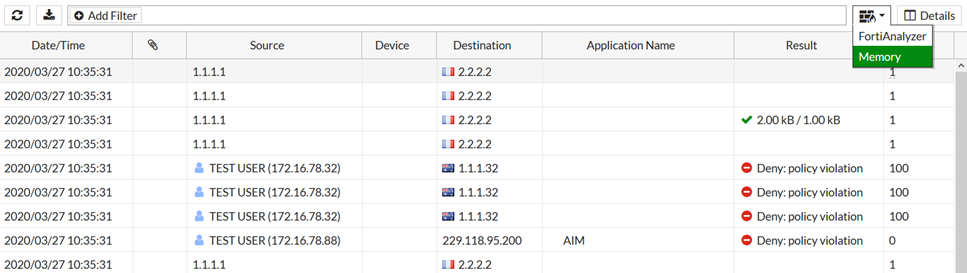 Add Filter Details
FortiAnalyzer
Date/Time Source Device Destination Application Name Result
Memory
2020/03/27 10:35:31 1.1.1.1 2.2.2.2 1
2020/03/27 10:35:31 1.1.1.1 2.2.2.2 1
2020/03/27 10:35:31 1.1.1.1 2.2.2.2 2.00 kB / 1.00 kB 1
2020/03/27 10:35:31 1.1.1.1 2.2.2.2 1
2020/03/27 10:35:31 TEST USER (172.16.78.32) 1.1.1.32 Deny: policy violation 100
2020/03/27 10:35:31 TEST USER (172.16.78.32) 1.1.1.32 Deny: policy violation 100
2020/03/27 10:35:31 TEST USER (172.16.78.32) 1.1.1.32 Deny: policy violation 100
2020/03/27 10:35:31 TEST USER (172.16.78.88) 229.118.95.200 AIM Deny: policy violation 0
2020/03/27 10:35:31 1.1.1.1 2.2.2.2 1